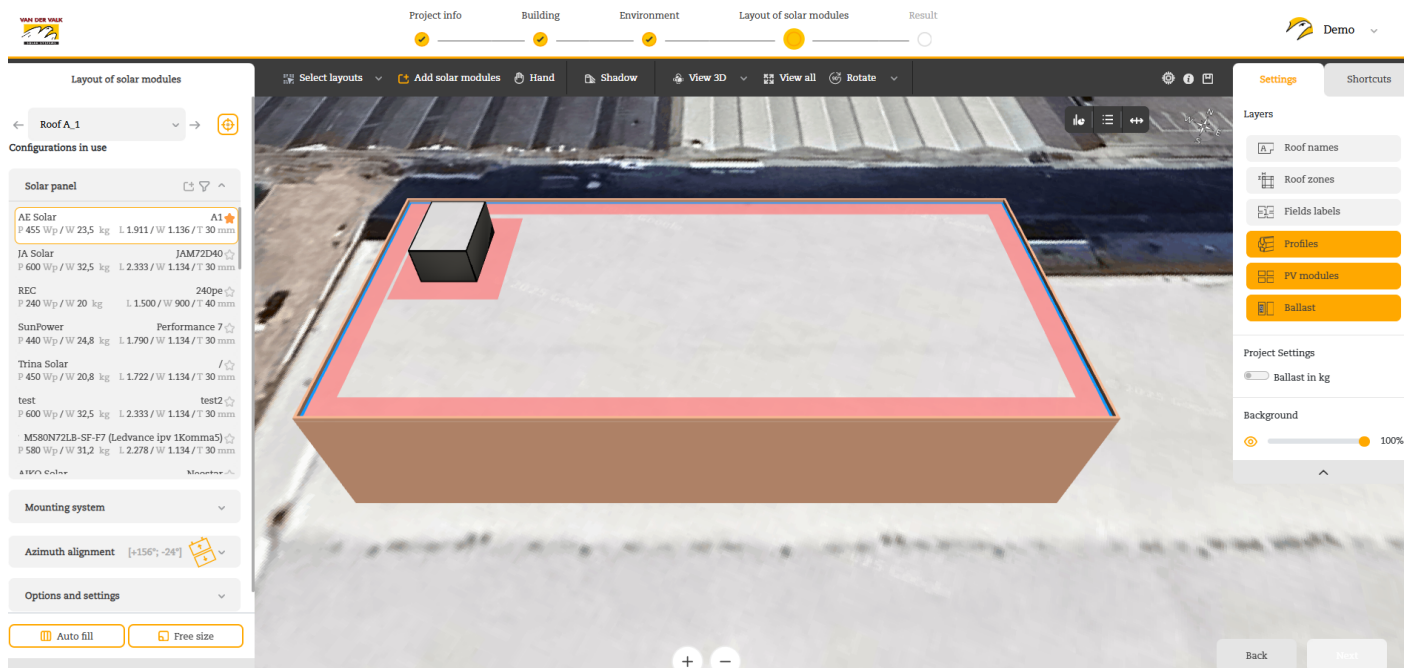 VAN DER VALK
SOLAR SYSTEMS
Project info
Building
Environment
Layout of solar modules
Result
Demo
Layout of solar modules
Select layouts
Add solar modules
Hand
Shadow
View 3D
View all
Rotate
Settings
Shortcuts
Roof A_1
Configurations in use
Solar panel
AE Solar A1
P 455 Wp / W 23,5 kg L 1.911 / W 1.136 / T 30 mm
JA Solar JAM72D40
P 600 Wp / W 32,5 kg L 2.333 / W 1.134 / T 30 mm
REC 240pe
P 240 Wp / W 20 kg L 1.500 / W 900 / T 40 mm
SunPower Performance 7
P 440 Wp / W 24,8 kg L 1.790 / W 1.134 / T 30 mm
Trina Solar /
P 450 Wp / W 20,8 kg L 1.722 / W 1.134 / T 30 mm
test test2
P 600 Wp / W 32,5 kg L 2.333 / W 1.134 / T 30 mm
M580N72LB-SF-F7 (Ledvance ipv 1Komma5)
P 580 Wp / W 31,2 kg L 2.278 / W 1.134 / T 30 mm
AIKO Solar Neostar
Mounting system
Azimuth alignment [+156°; -24°]
Options and settings
Auto fill
Free size
Layers
Roof names
Roof zones
Fields labels
Profiles
PV modules
Ballast
Project Settings
Ballast in kg
Background
100%
Back
Next